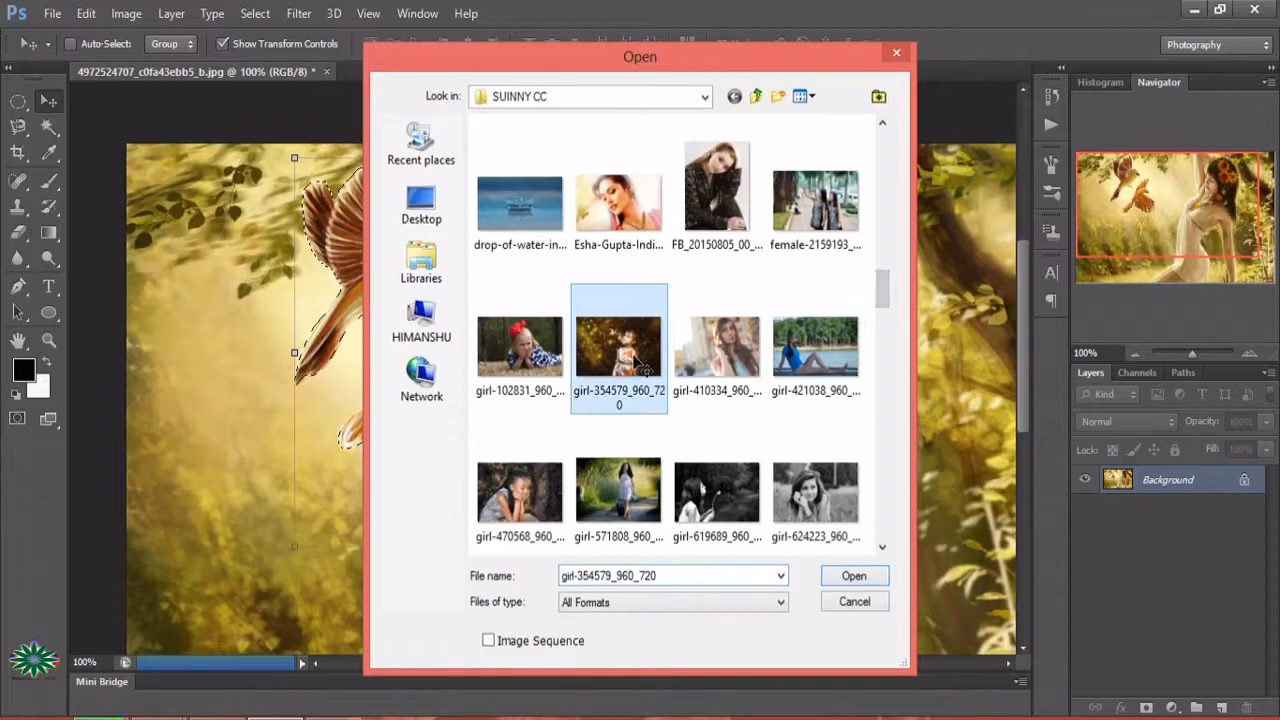 Ps File Edit Image Layer Type Select Filter 3D View Window Help
Auto-Select: Group Show Transform Controls
Photography
4972524707_c0fa43ebb5_b.jpg @ 100% (RGB/8) *
Open
Look in: SUINNY CC
Recent places
Desktop
Libraries
HIMANSHU
Network
drop-of-water-in... Esha-Gupta-Indi... FB_20150805_00_... female-2159193_...
girl-102831_960_... girl-354579_960_72
0 girl-410334_960_... girl-421038_960_...
girl-470568_960_... girl-571808_960_... girl-619689_960_... girl-624223_960_...
File name: girl-354579_960_720 Open
Files of type: All Formats Cancel
Image Sequence
Histogram Navigator
100%
Layers Channels Paths
Kind
Normal Opacity: 100%
Lock: Fill: 100%
Background
100%
Mini Bridge